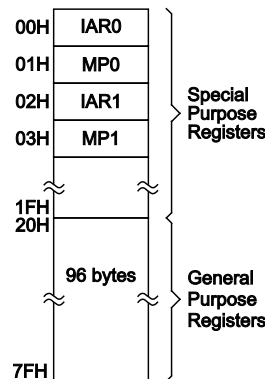 00H IAR0
01H MP0
02H IAR1
03H MP1
Special
Purpose
Registers
1FH
20H
96 bytes
General
Purpose
Registers
7FH